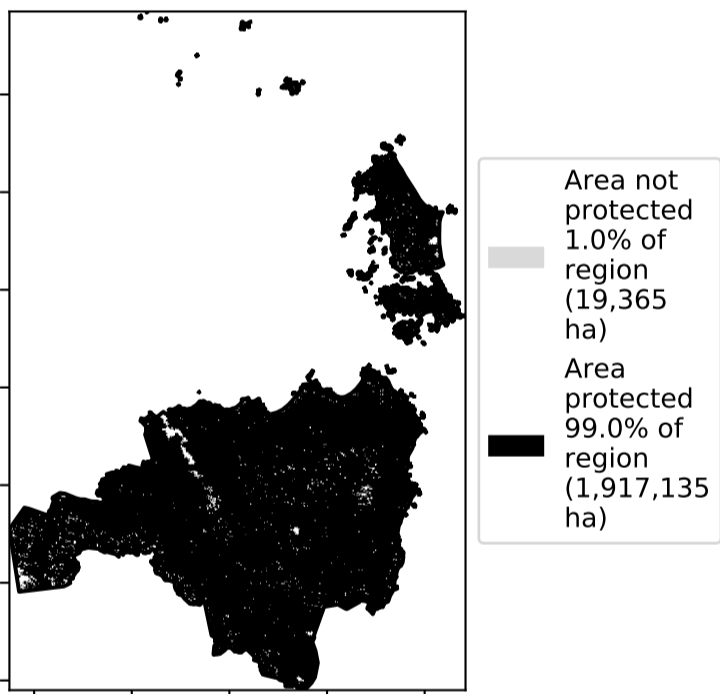 Area not
protected
1.0% of
region
(19,365
ha)
Area
protected
99.0% of
region
(1,917,135
ha)